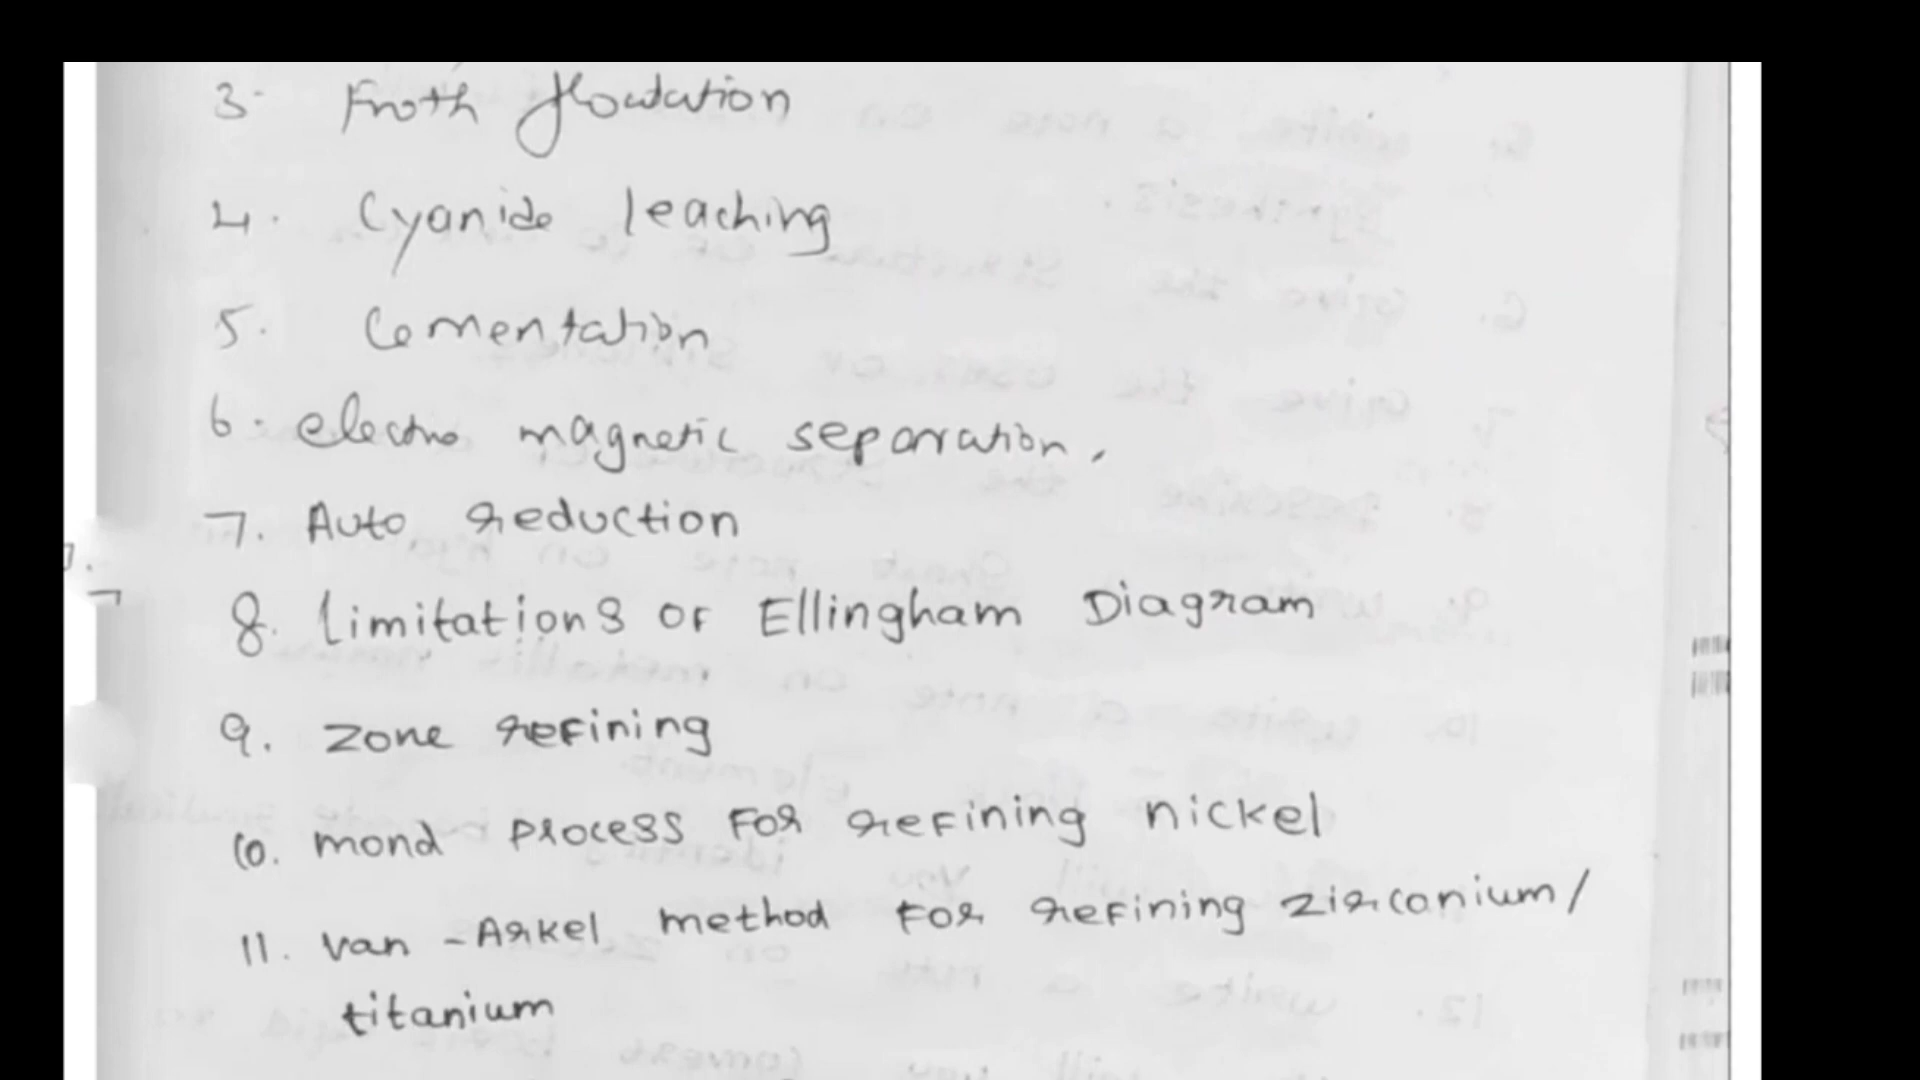 3. Froth floatation
4. Cyanide leaching
5. Cementation
6. electro magnetic separation.
7. Auto reduction
8. limitations of Ellingham Diagram
9. zone refining
10. mond process for refining nickel
11. van - Arkel method for refining zirconium/
titanium